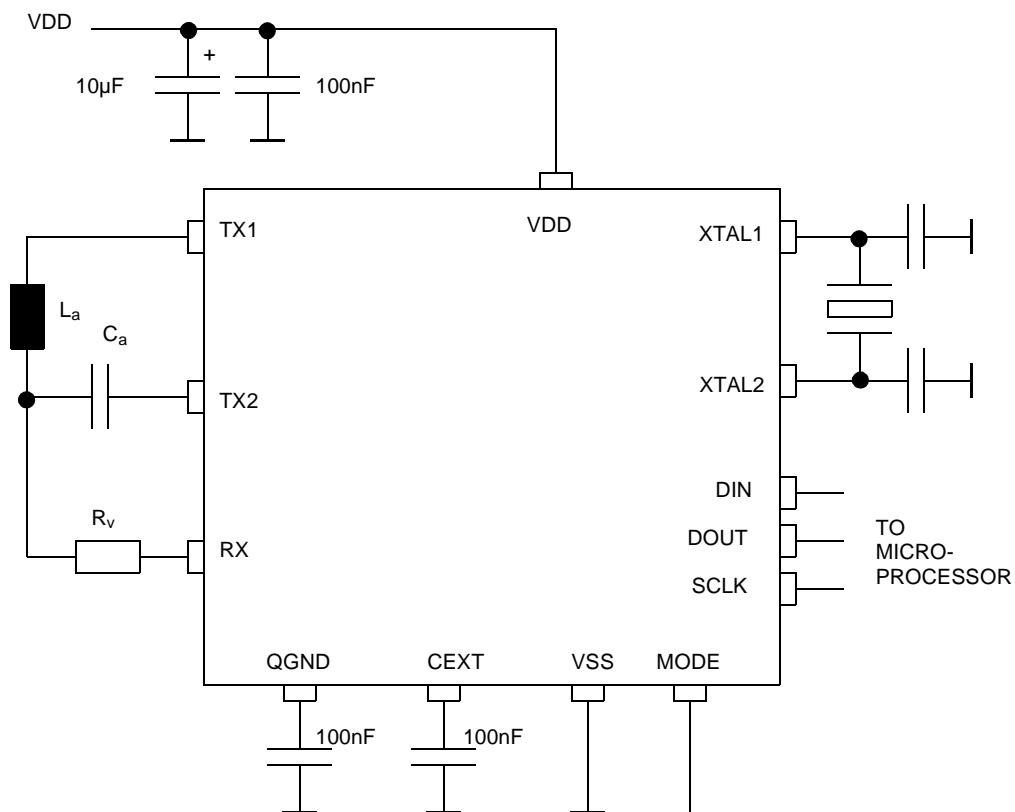 VDD
+
10µF
100nF
TX1
VDD
XTAL1
La
Ca
TX2
XTAL2
DIN
Rv
RX
DOUT
TO
MICRO-
PROCESSOR
SCLK
QGND
CEXT
VSS
MODE
100nF
100nF